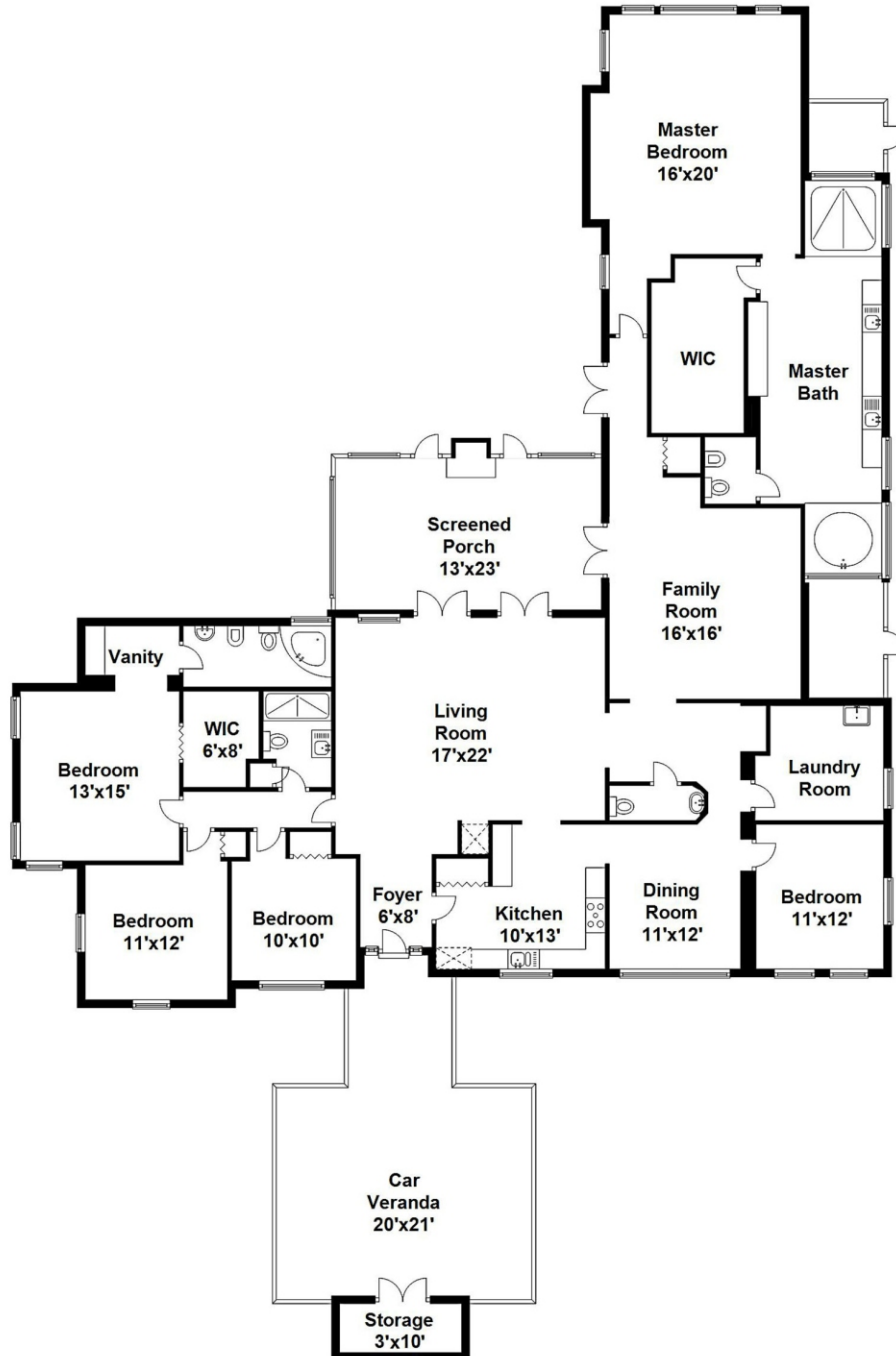 Master
Bedroom
16'x20'
WIC
Master
Bath
Screened
Porch
13'x23'
Family
Room
16'x16'
Vanity
WIC
6'x8'
Living
Room
17'x22'
Bedroom
13'x15'
Laundry
Room
Bedroom
11'x12'
Bedroom
10'x10'
Foyer
6'x8'
Kitchen
10'x13'
Dining
Room
11'x12'
Bedroom
11'x12'
Car
Veranda
20'x21'
Storage
3'x10'